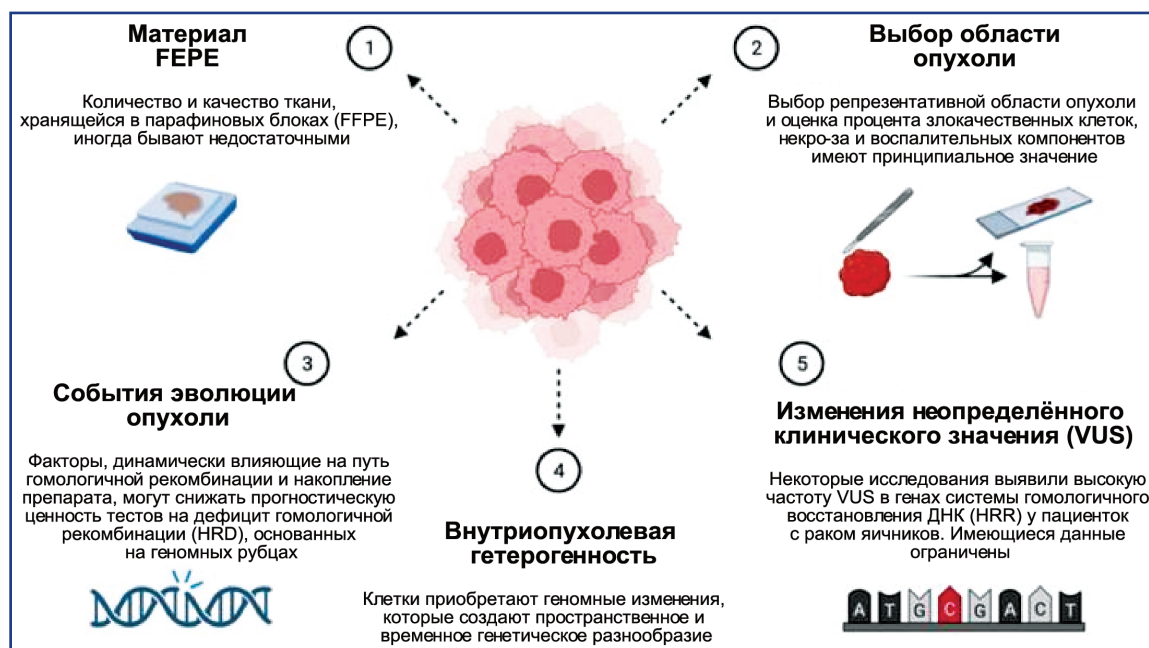 1
Материал
FEPE
Количество и качество ткани,
хранящейся в парафиновых блоках (FFPE),
иногда бывают недостаточными
2
Выбор области
опухоли
Выбор репрезентативной области опухоли
и оценка процента злокачественных клеток,
некро-за и воспалительных компонентов
имеют принципиальное значение
3
События эволюции
опухоли
Факторы, динамически влияющие на путь
гомологичной рекомбинации и накопление
препарата, могут снижать прогностическую
ценность тестов на дефицит гомологичной
рекомбинации (HRD), основанных
на геномных рубцах
4
Внутриопухолевая
гетерогенность
Клетки приобретают геномные изменения,
которые создают пространственное и
временное генетическое разнообразие
5
Изменения неопределённого
клинического значения (VUS)
Некоторые исследования выявили высокую
частоту VUS в генах системы гомологичного
восстановления ДНК (HRR) у пациенток
с раком яичников. Имеющиеся данные
ограничены
A T G C G A C T